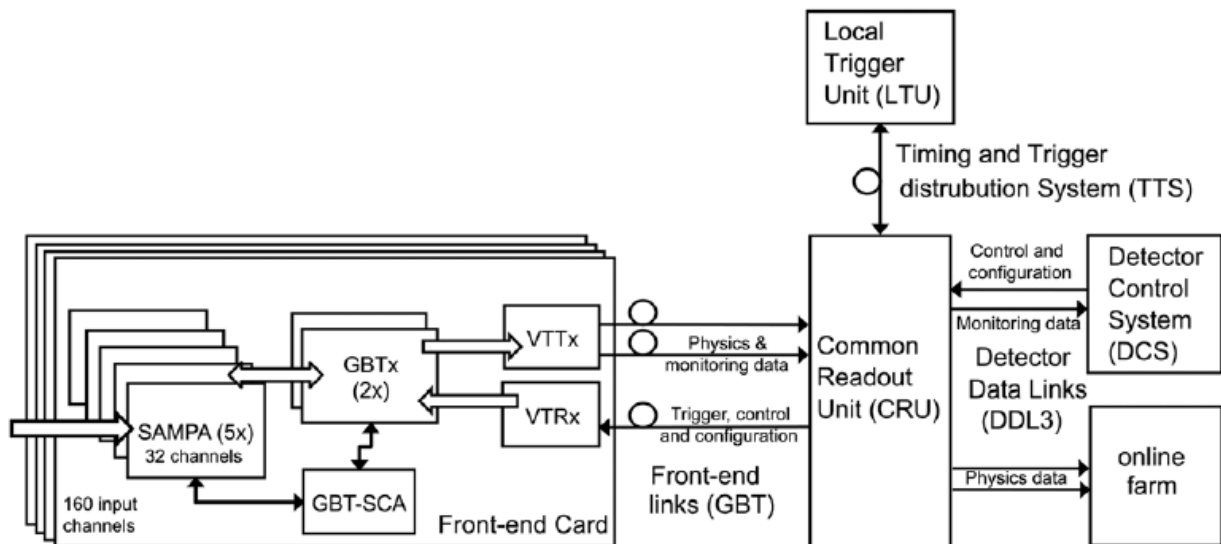 Local
Trigger
Unit (LTU)
Timing and Trigger
distrubution System (TTS)
Control and
configuration
Monitoring data
Detector
Control
System
(DCS)
Detector
Data Links
(DDL3)
Common
Readout
Unit (CRU)
Physics data
online
farm
VTTx
VTRx
Physics &
monitoring data
Trigger, control
and configuration
Front-end
links (GBT)
GBTx
(2x)
SAMPA (5x)
32 channels
GBT-SCA
160 input
channels
Front-end Card